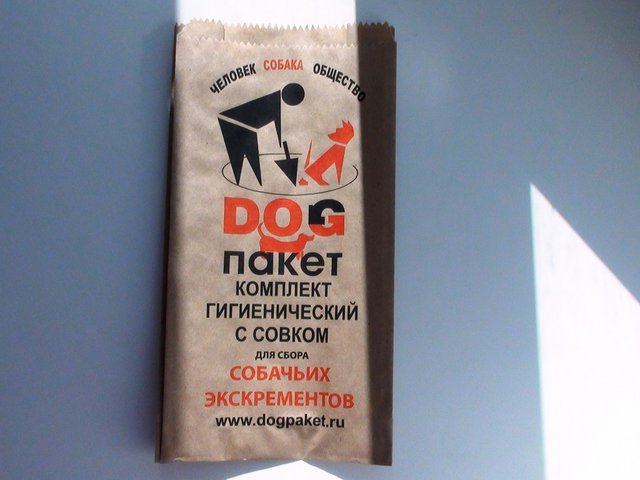 ЧЕЛОВЕК СОБАКА ОБЩЕСТВО
DOG
пакет
КОМПЛЕКТ
ГИГИЕНИЧЕСКИЙ
С СОВКОМ
ДЛЯ СБОРА
СОБАЧЬИХ
ЭКСКРЕМЕНТОВ
www.dogpaket.ru